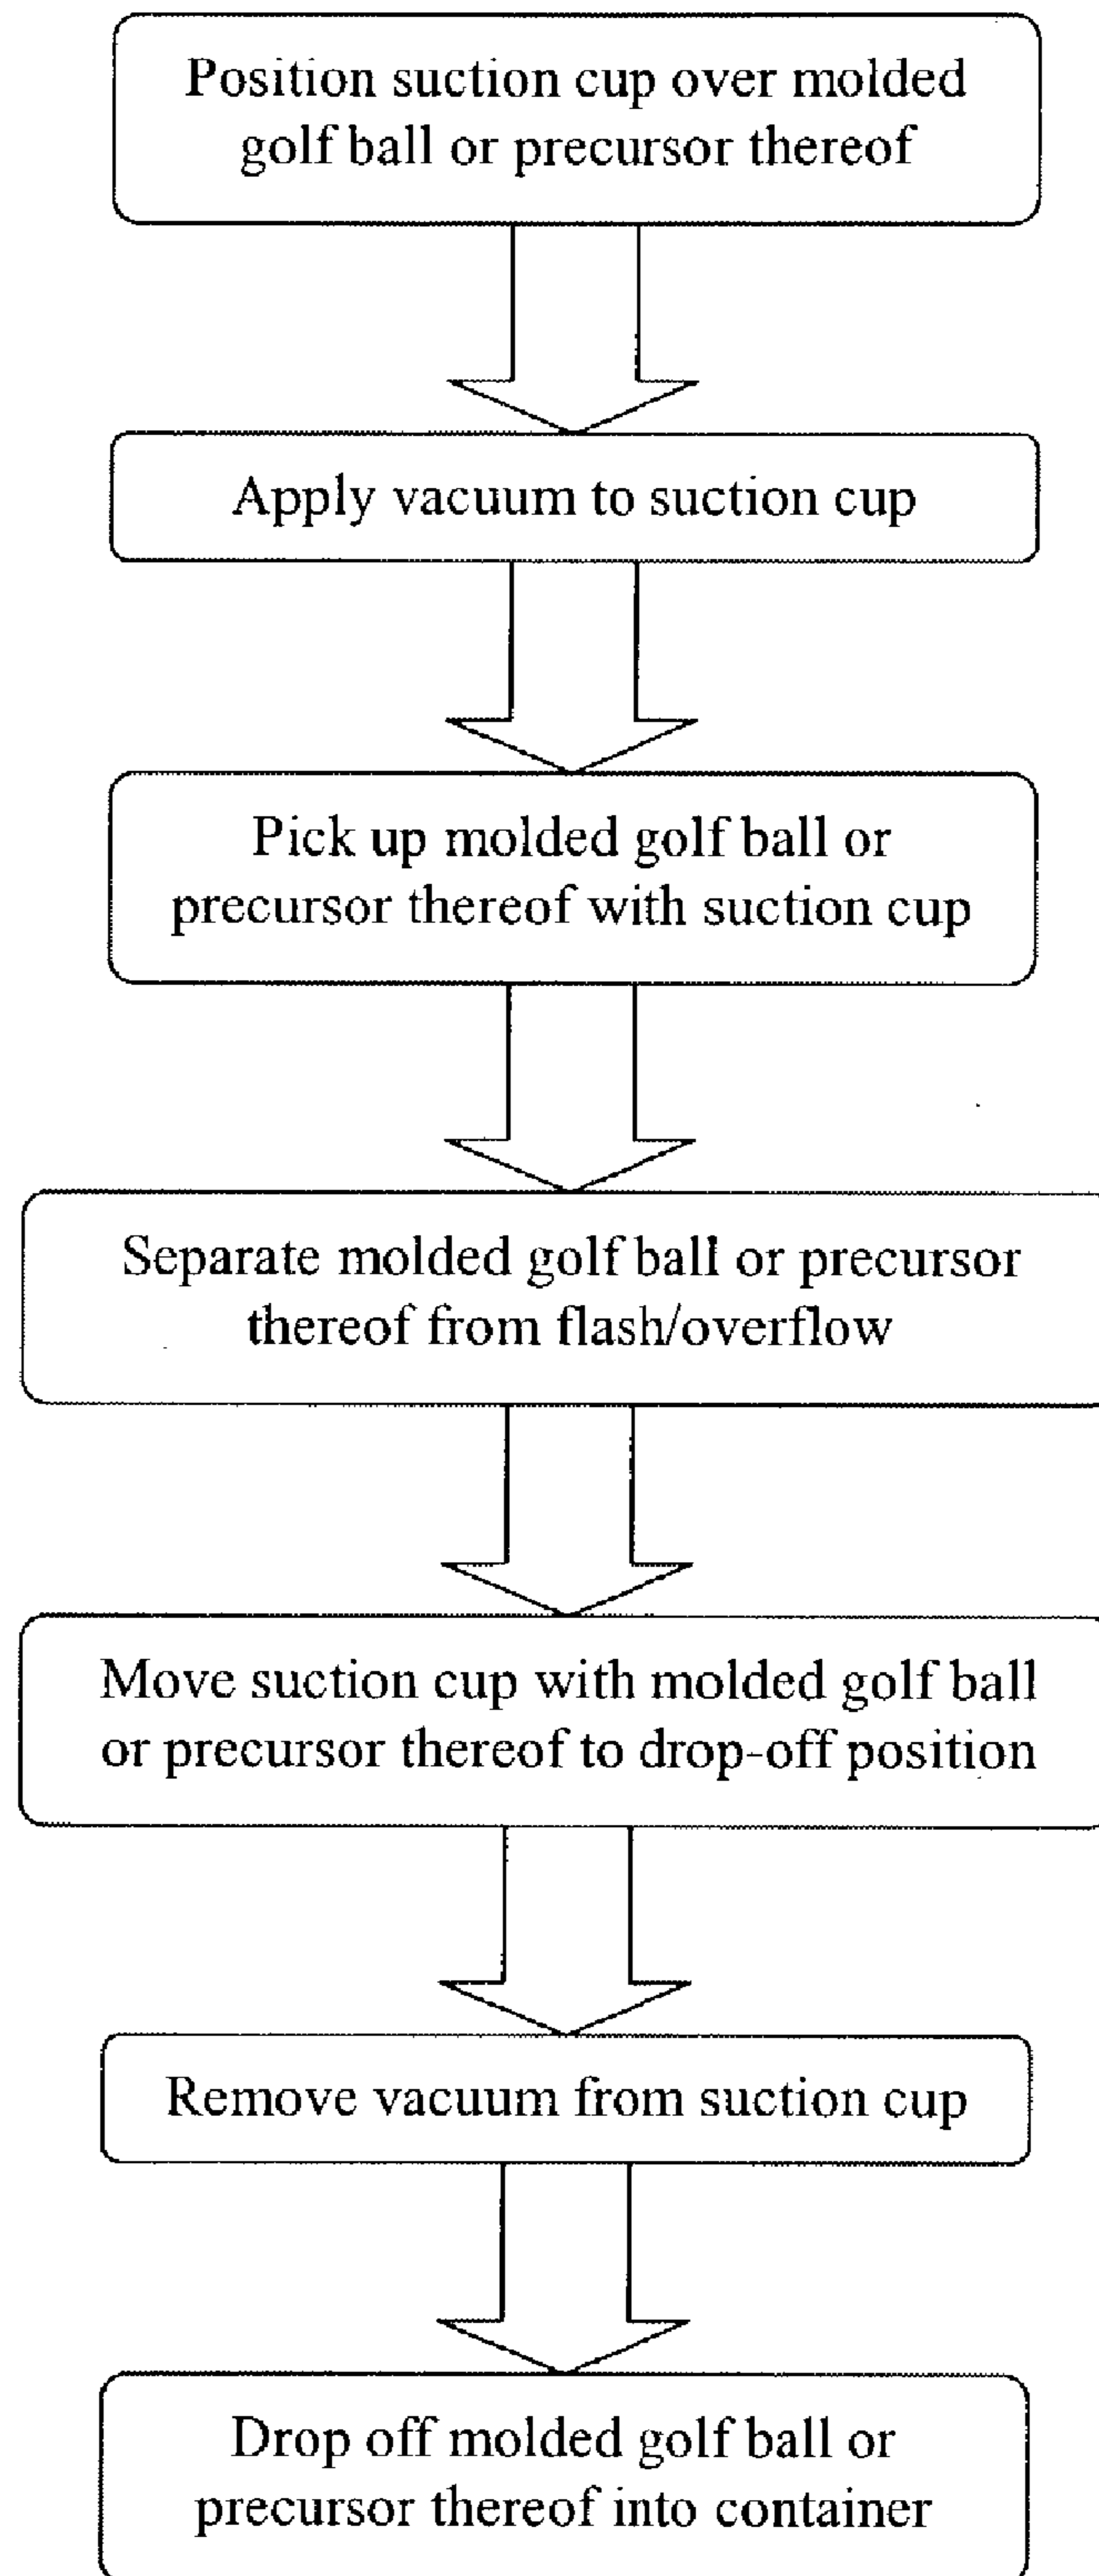 Position suction cup over molded
golf ball or precursor thereof
Apply vacuum to suction cup
Pick up molded golf ball or
precursor thereof with suction cup
Separate molded golf ball or precursor
thereof from flash/overflow
Move suction cup with molded golf ball
or precursor thereof to drop-off position
Remove vacuum from suction cup
Drop off molded golf ball or
precursor thereof into container